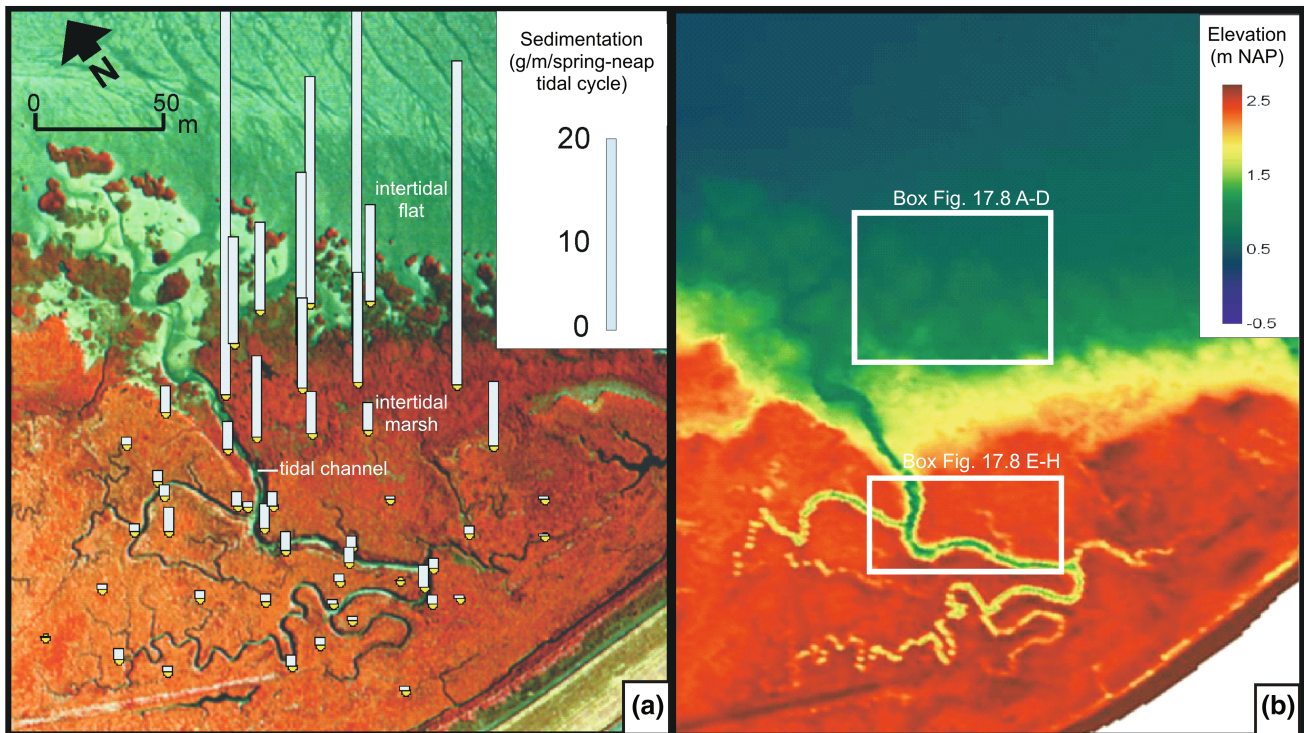 N
0 50
m
Sedimentation
(g/m/spring-neap
tidal cycle)
20
10
0
intertidal
flat
intertidal
marsh
tidal channel
(a)
Elevation
(m NAP)
2.5
1.5
0.5
-0.5
Box Fig. 17.8 A-D
Box Fig. 17.8 E-H
(b)